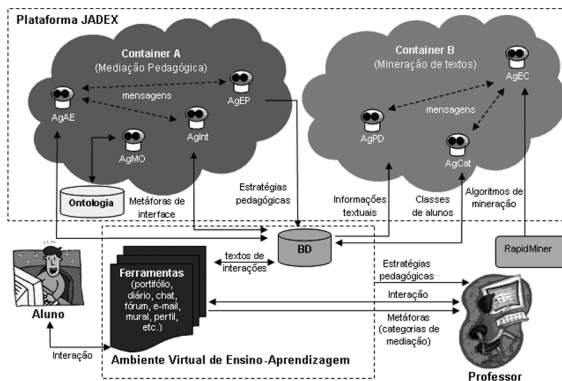 Plataforma JADEX
Container A
(Mediação Pedagógica)
AgEP
mensagens
AgAE
AgInt
AgMO
Ontologia
Metáforas de
interface
Estratégias
pedagógicas
Container B
(Mineração de textos)
AgEC
mensagens
AgPD
AgCat
Informações
textuais
Classes
de alunos
Algoritmos de
mineração
RapidMiner
BD
Ferramentas
(portifólio,
diário, chat,
fórum, e-mail,
mural, perfil,
etc.)
textos de
interações
Aluno
Interação
Ambiente Virtual de Ensino-Aprendizagem
Estratégias
pedagógicas
Interação
Metáforas
(categorias de
mediação)
Professor